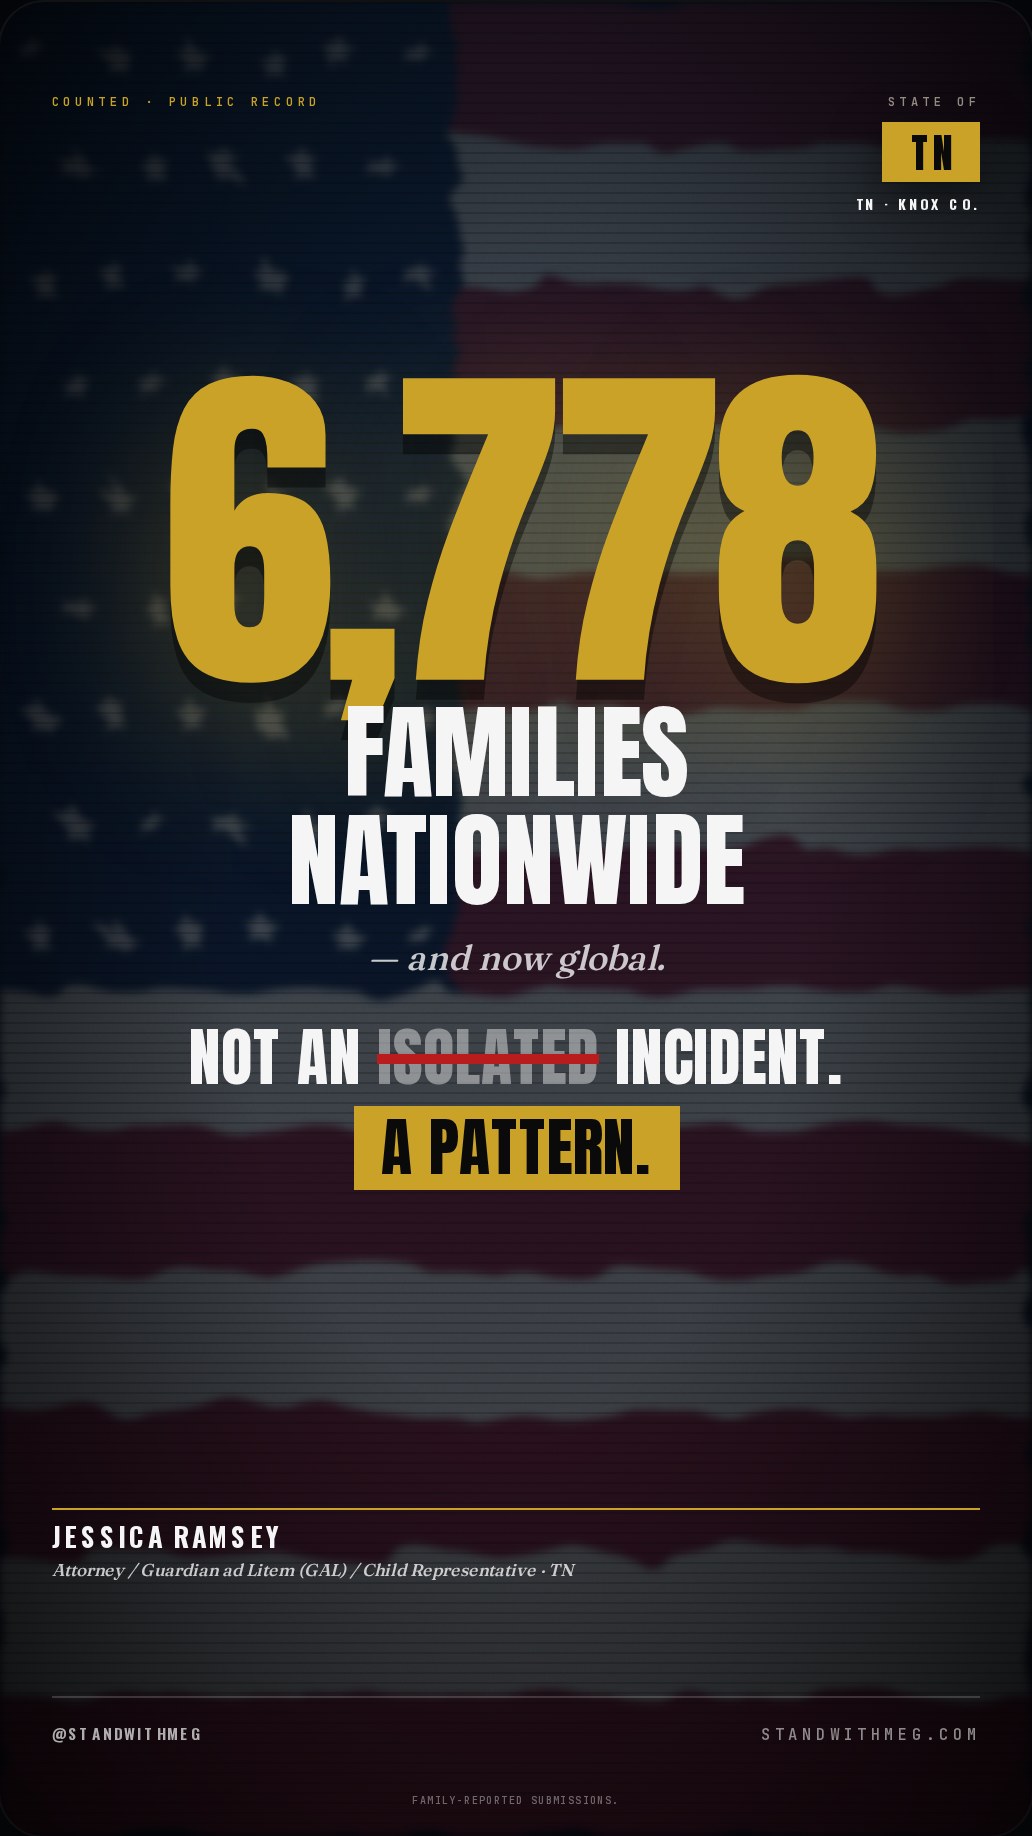 COUNTED · PUBLIC RECORD
STATE OF
TN
TN · KNOX CO.
6,778
FAMILIES
NATIONWIDE
— and now global.
NOT AN ISOLATED INCIDENT.
A PATTERN.
JESSICA RAMSEY
Attorney / Guardian ad Litem (GAL) / Child Representative · TN
@STANDWITHMEG
STANDWITHMEG.COM
FAMILY-REPORTED SUBMISSIONS.